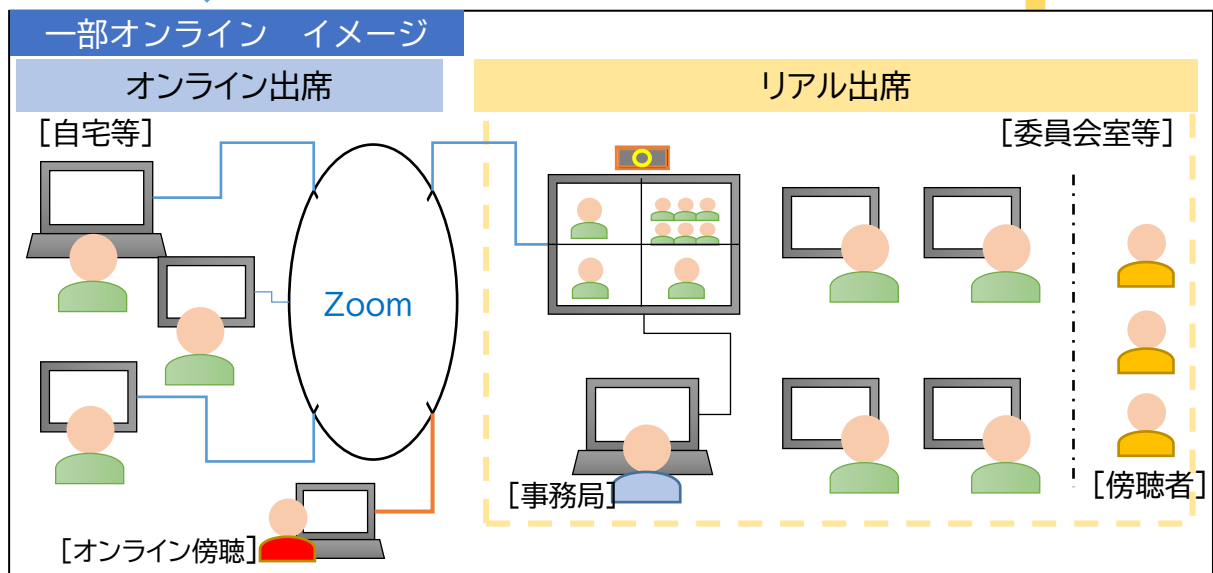 一部オンライン　イメージ
オンライン出席
リアル出席
[自宅等]
[委員会室等]
Zoom
[事務局]
[傍聴者]
[オンライン傍聴]